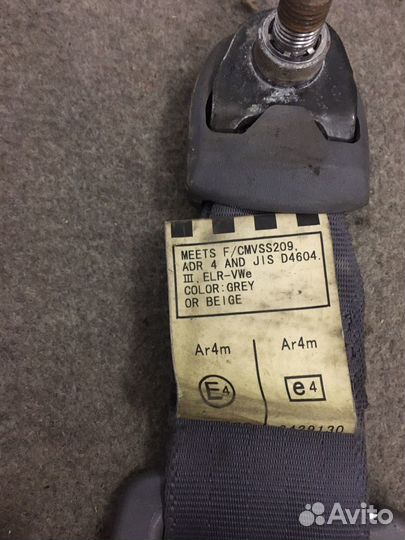 MEETS F/CMVSS209,
ADR 4 AND JIS D4604.
III, ELR-VWe
COLOR:GREY
OR BEIGE
Ar4m
Ar4m
E4
e4
Avito